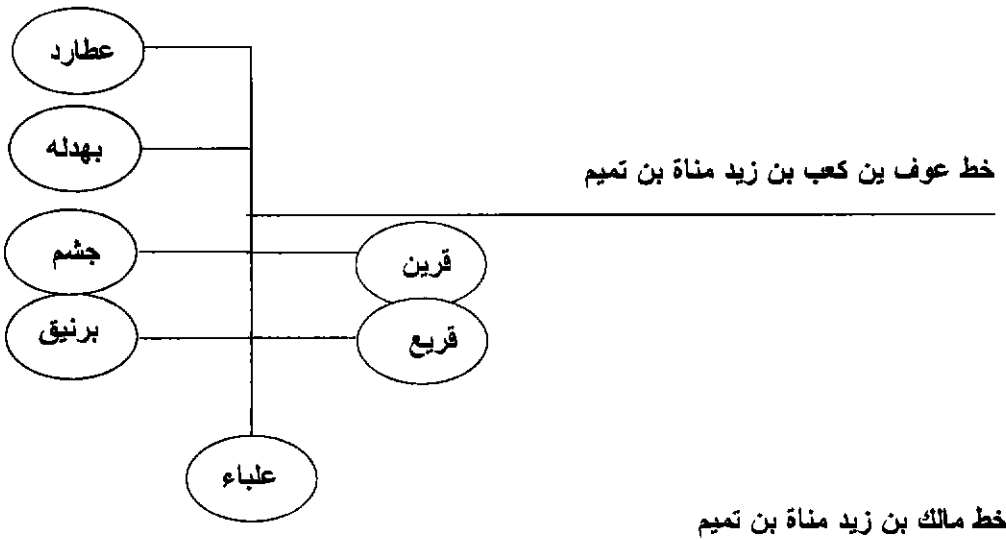 عطارد
بهدله
خط عوف بن كعب بن زيد مناة بن تميم
جشم
قرين
برنيق
قريع
علباء
خط مالك بن زيد مناة بن تميم